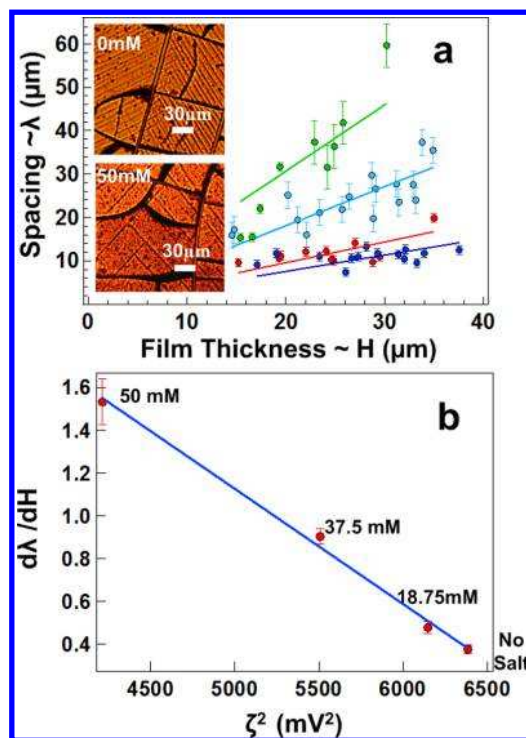 a
0mM
30µm
50mM
30µm
Spacing ~λ (µm)
60
50
40
30
20
10
0
10
20
30
40
Film Thickness ~ H (µm)
b
dλ /dH
1.6
1.4
1.2
1.0
0.8
0.6
0.4
50 mM
37.5 mM
18.75mM
No
Salt
4500
5000
5500
6000
6500
ζ² (mV²)